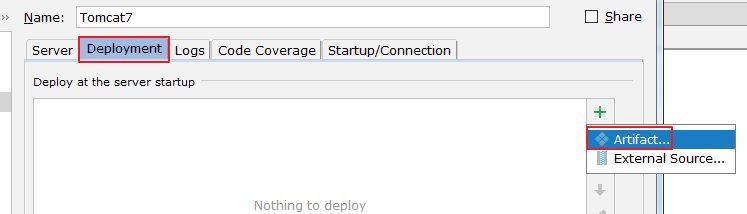 Name: Tomcat7 Share
Server Deployment Logs Code Coverage Startup/Connection
Deploy at the server startup
Artifact...
External Source...
Nothing to deploy